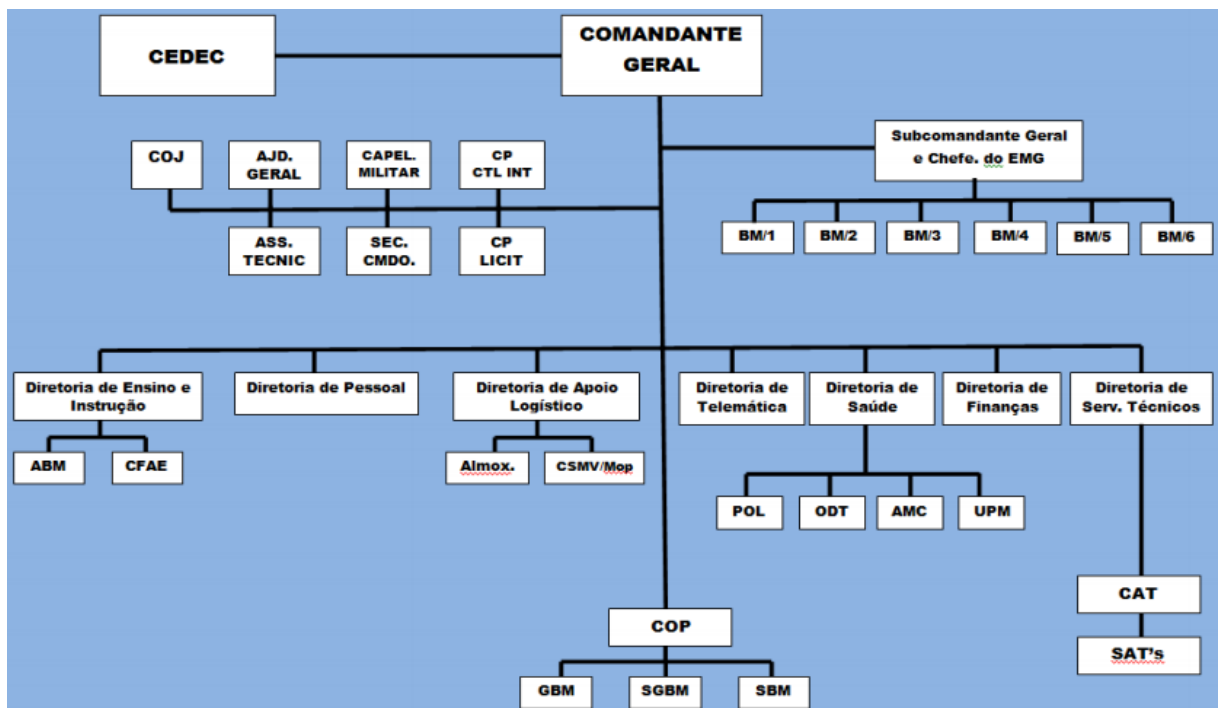 CEDEC
COMANDANTE
GERAL
Subcomandante Geral
e Chefe. do EMG
COJ
AJD.
GERAL
CAPEL.
MILITAR
CP
CTL INT
ASS.
TECNIC
SEC.
CMDO.
CP
LICIT
BM/1
BM/2
BM/3
BM/4
BM/5
BM/6
Diretoria de Ensino e
Instrução
Diretoria de Pessoal
Diretoria de Apoio
Logístico
Diretoria de
Telemática
Diretoria de
Saúde
Diretoria de
Finanças
Diretoria de
Serv. Técnicos
ABM
CFAE
Almox.
CSMV/Mop
POL
ODT
AMC
UPM
CAT
SAT's
COP
GBM
SGBM
SBM